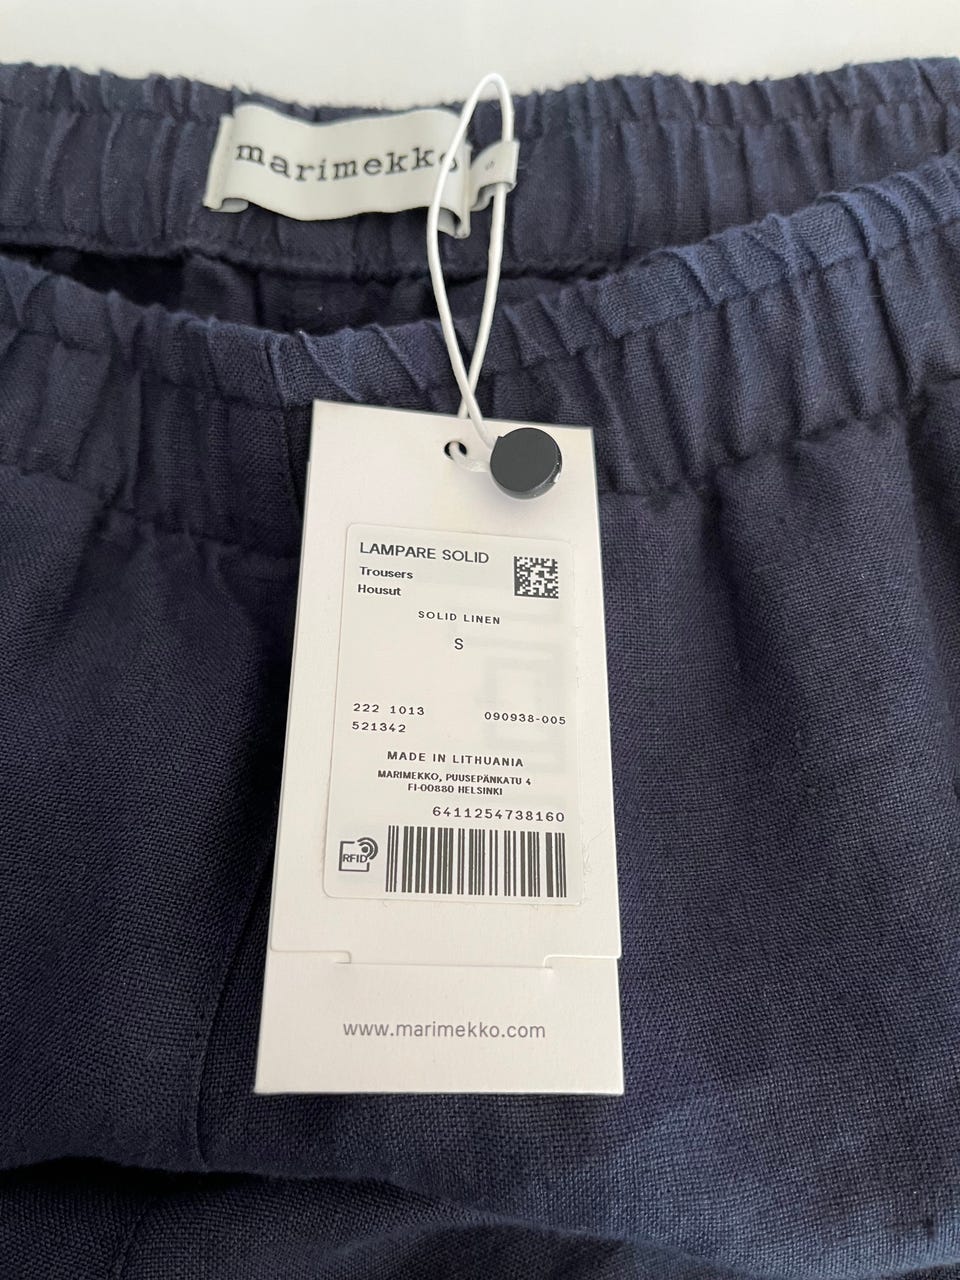 marimekko
S
LAMPARE SOLID
Trousers
Housut
SOLID LINEN
S
222 1013
090938-005
521342
MADE IN LITHUANIA
MARIMEKKO, PUUSEPÄNKATU 4
FI-00880 HELSINKI
6411254738160
RFID
www.marimekko.com